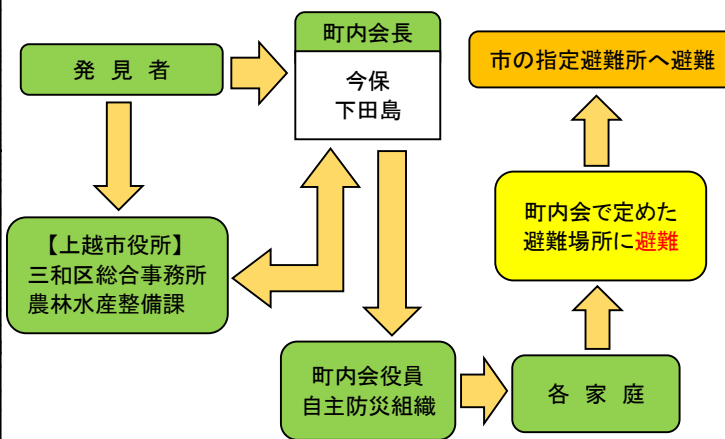 発見者
町内会長
今保
下田島
市の指定避難所へ避難
【上越市役所】
三和区総合事務所
農林水産整備課
町内会で定めた
避難場所に避難
町内会役員
自主防災組織
各家庭